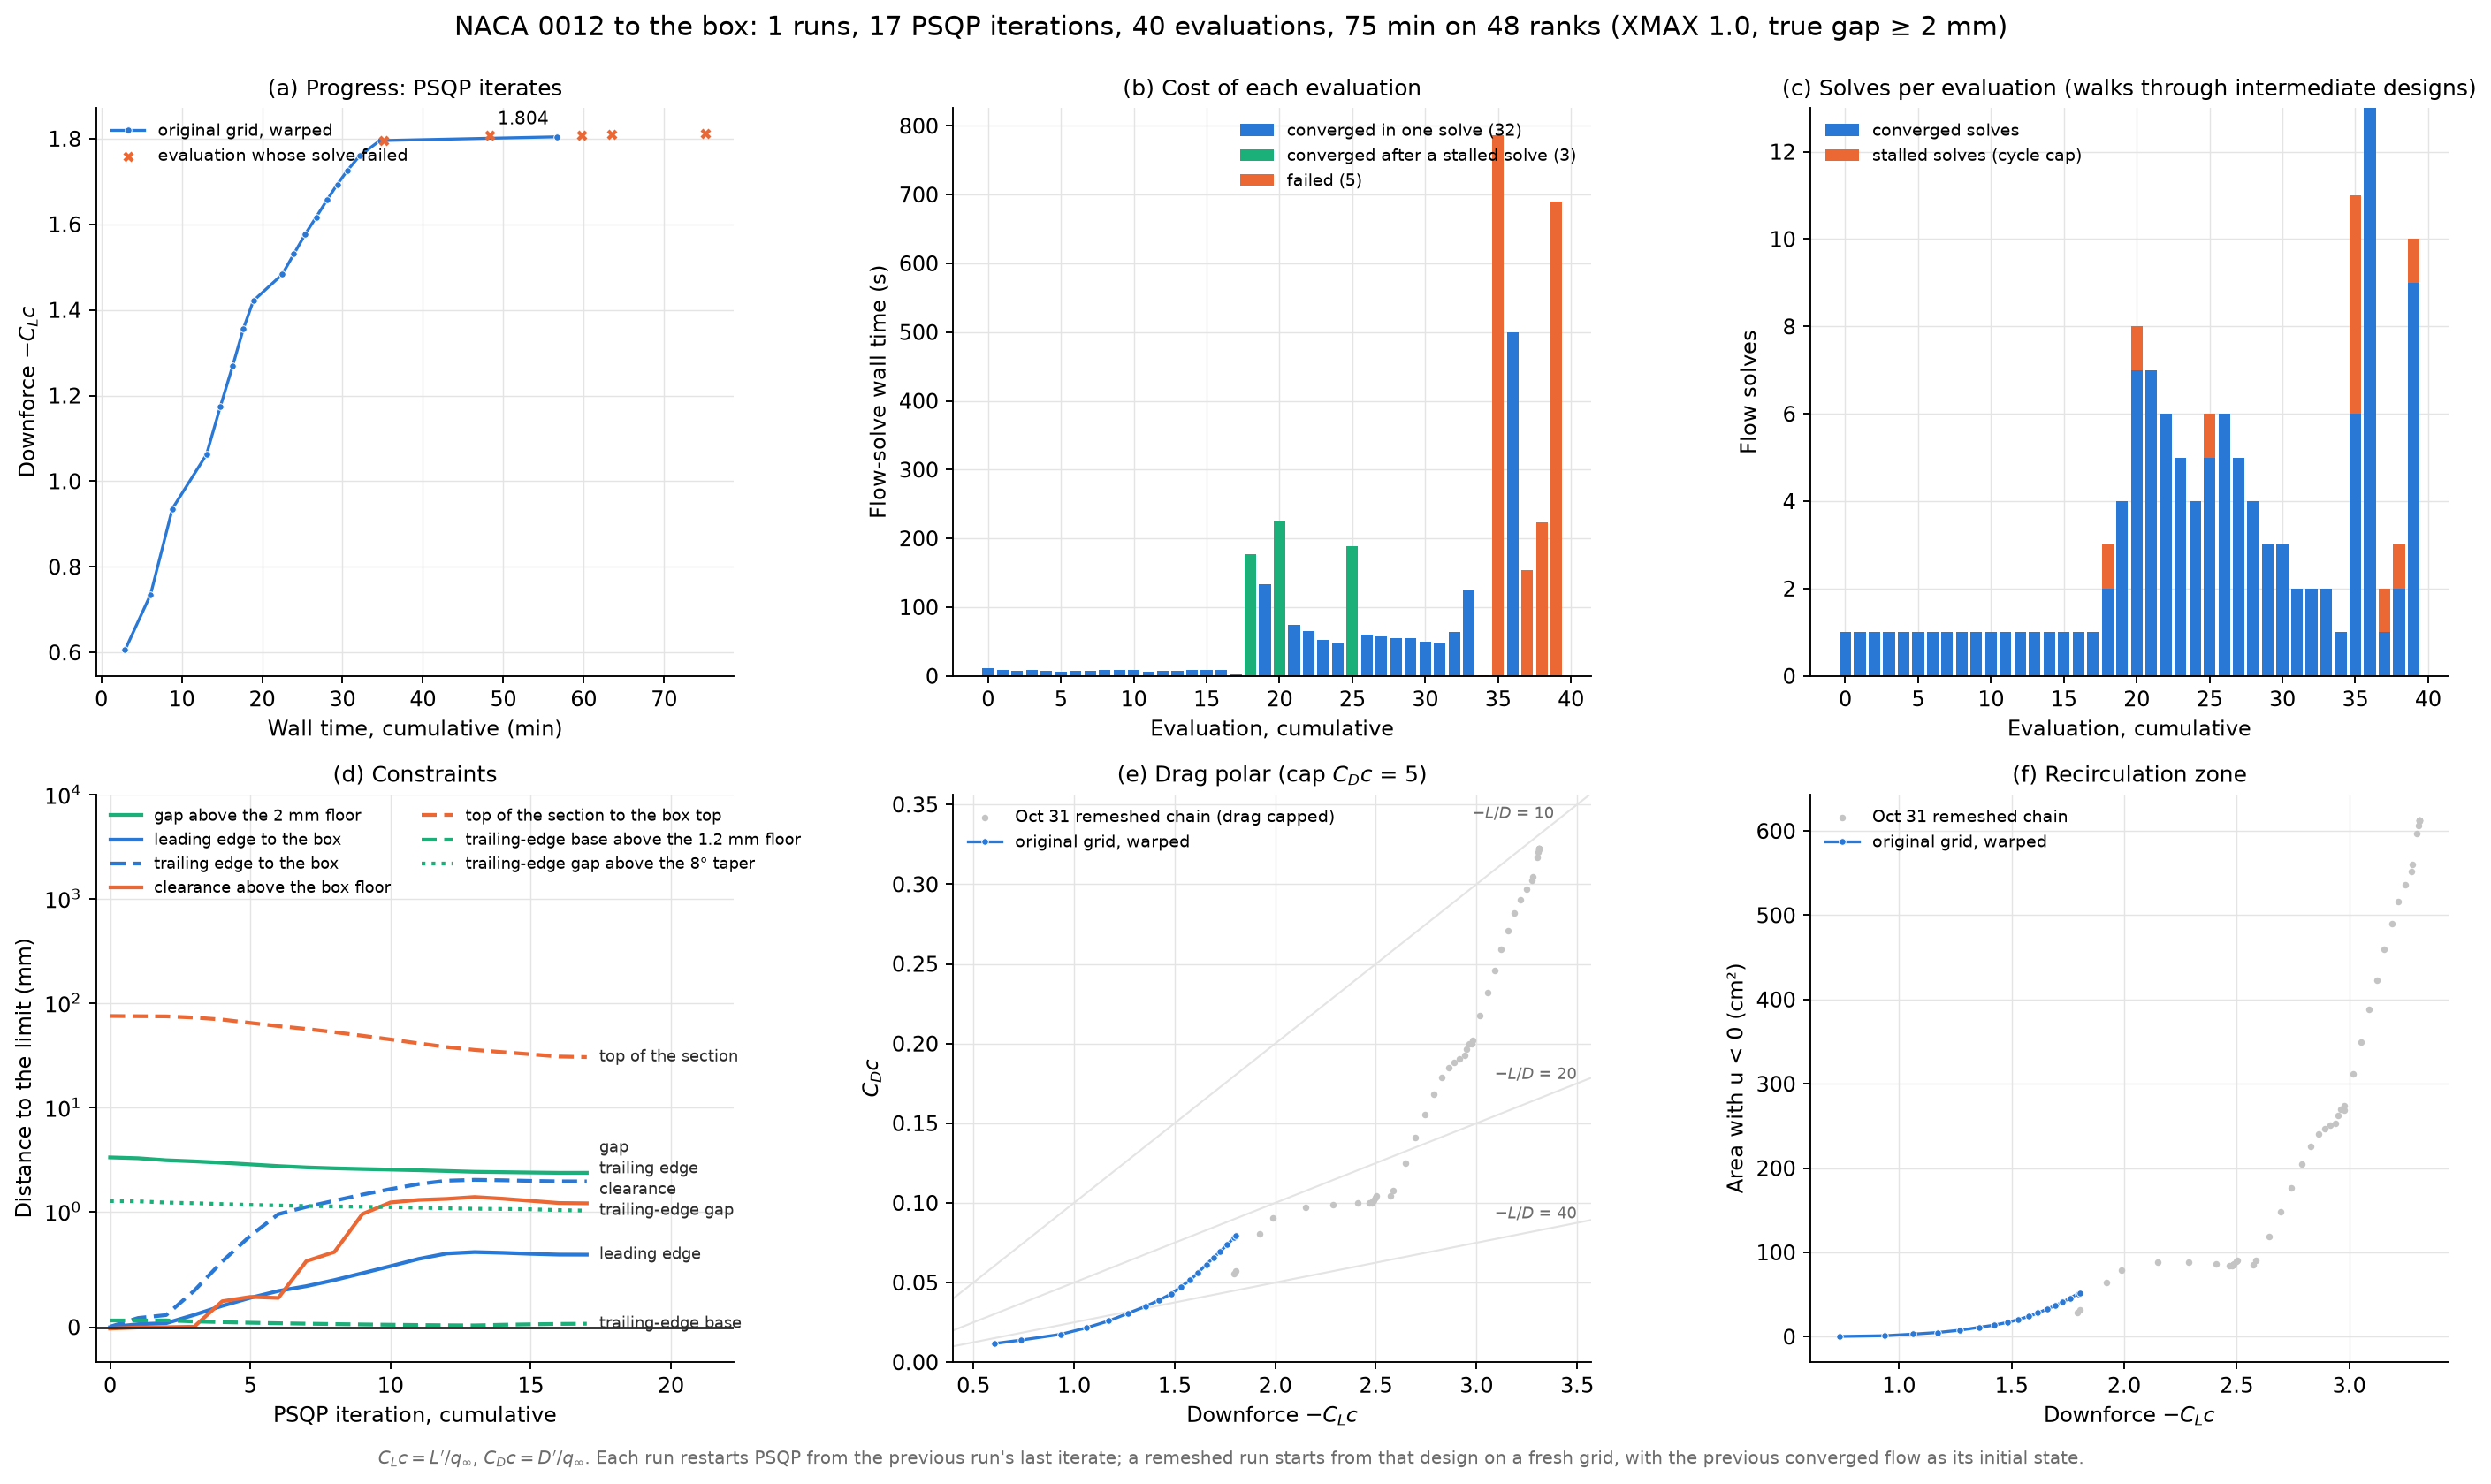 NACA 0012 to the box: 1 runs, 17 PSQP iterations, 40 evaluations, 75 min on 48 ranks (XMAX 1.0, true gap ≥ 2 mm)
(a) Progress: PSQP iterates
original grid, warped
evaluation whose solve failed
1.804
Downforce −C_L c
1.8
1.6
1.4
1.2
1.0
0.8
0.6
0 10 20 30 40 50 60 70
Wall time, cumulative (min)
(b) Cost of each evaluation
converged in one solve (32)
converged after a stalled solve (3)
failed (5)
Flow-solve wall time (s)
800
700
600
500
400
300
200
100
0
0 5 10 15 20 25 30 35 40
Evaluation, cumulative
(c) Solves per evaluation (walks through intermediate designs)
converged solves
stalled solves (cycle cap)
Flow solves
12
10
8
6
4
2
0
0 5 10 15 20 25 30 35 40
Evaluation, cumulative
(d) Constraints
gap above the 2 mm floor
leading edge to the box
trailing edge to the box
clearance above the box floor
top of the section to the box top
trailing-edge base above the 1.2 mm floor
trailing-edge gap above the 8° taper
Distance to the limit (mm)
10⁴
10³
10²
10¹
10⁰
0
top of the section
gap
trailing edge
clearance
trailing-edge gap
leading edge
trailing-edge base
0 5 10 15 20
PSQP iteration, cumulative
(e) Drag polar (cap C_D c = 5)
Oct 31 remeshed chain (drag capped)
original grid, warped
−L/D = 10
−L/D = 20
−L/D = 40
C_D c
0.35
0.30
0.25
0.20
0.15
0.10
0.05
0.00
0.5 1.0 1.5 2.0 2.5 3.0 3.5
Downforce −C_L c
(f) Recirculation zone
Oct 31 remeshed chain
original grid, warped
Area with u < 0 (cm²)
600
500
400
300
200
100
0
1.0 1.5 2.0 2.5 3.0
Downforce −C_L c
C_L c = L′/q_∞, C_D c = D′/q_∞. Each run restarts PSQP from the previous run's last iterate; a remeshed run starts from that design on a fresh grid, with the previous converged flow as its initial state.